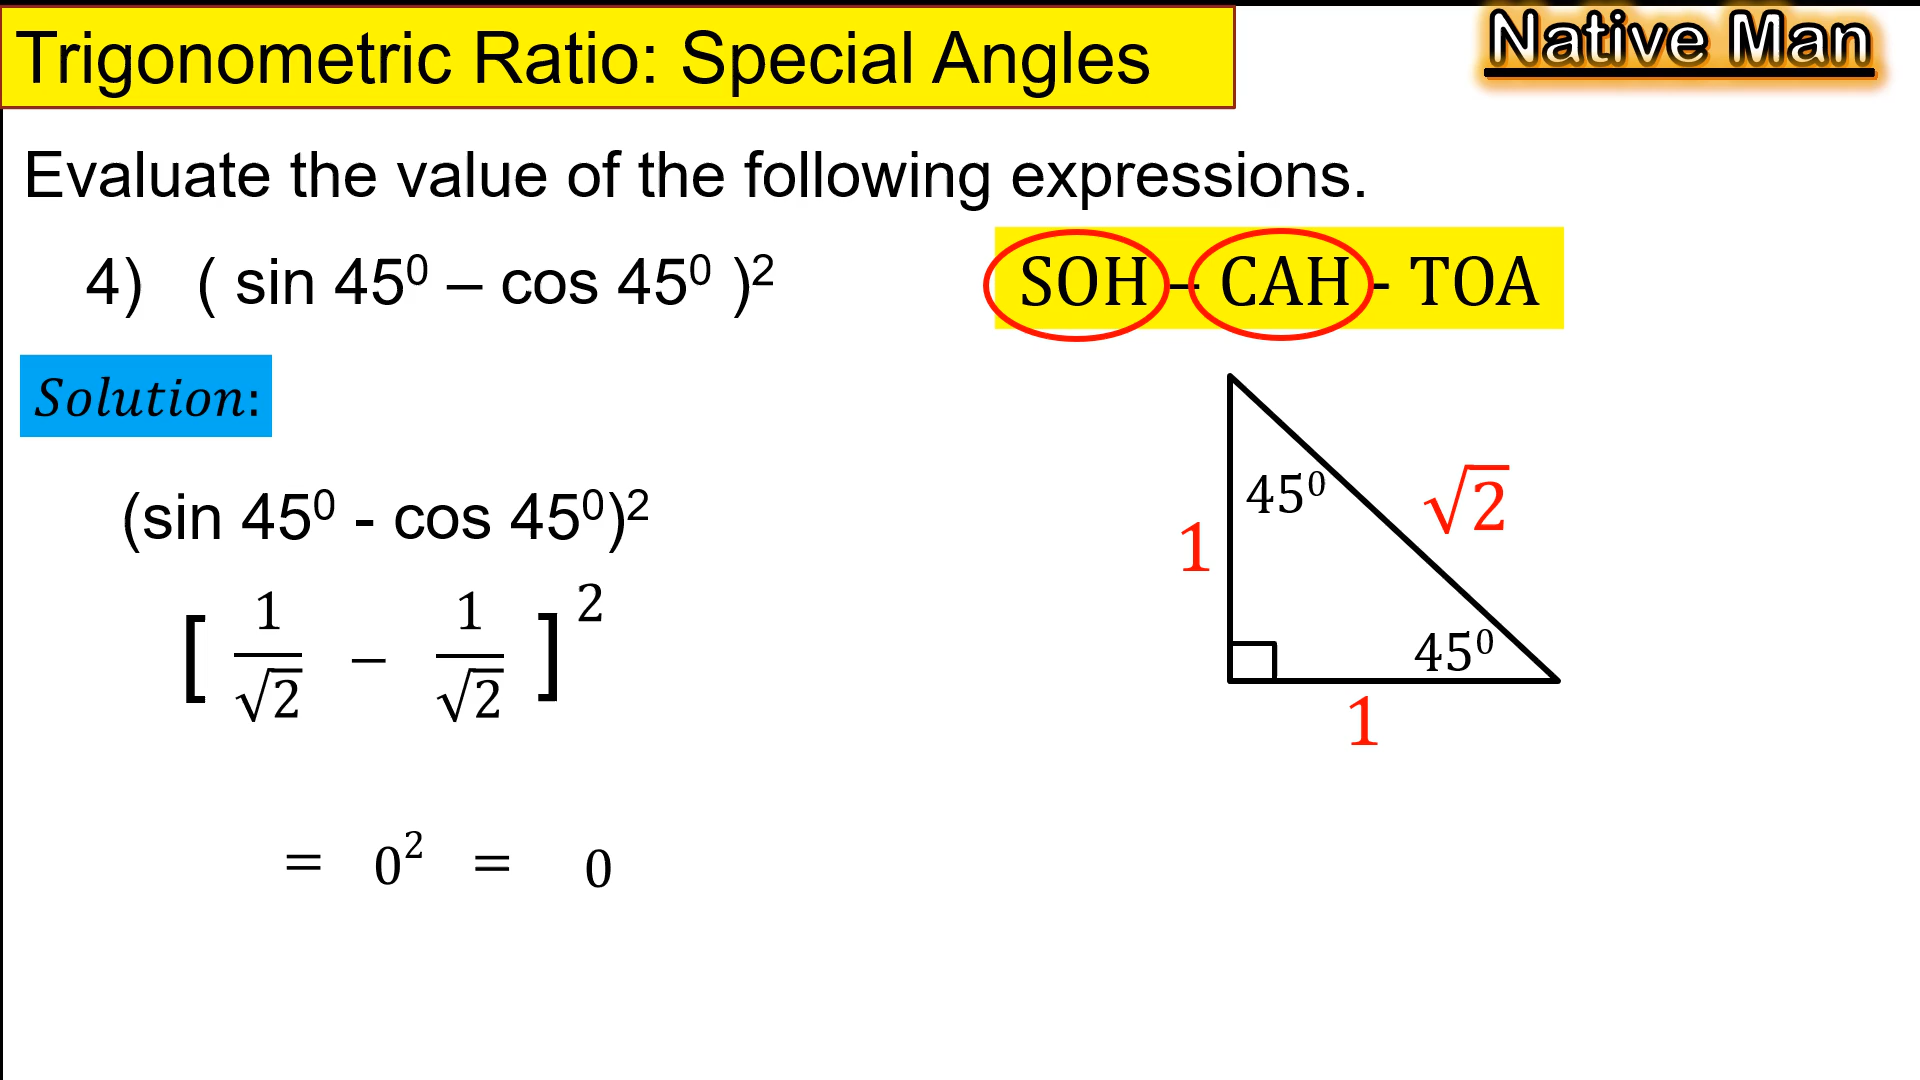 Trigonometric Ratio: Special Angles
Native Man
Evaluate the value of the following expressions.
4) ( sin 45⁰ – cos 45⁰ )²
SOH – CAH - TOA
Solution:
(sin 45⁰ - cos 45⁰)²
[ 1/√2 – 1/√2 ]²
= 0² = 0
45⁰
√2
1
45⁰
1